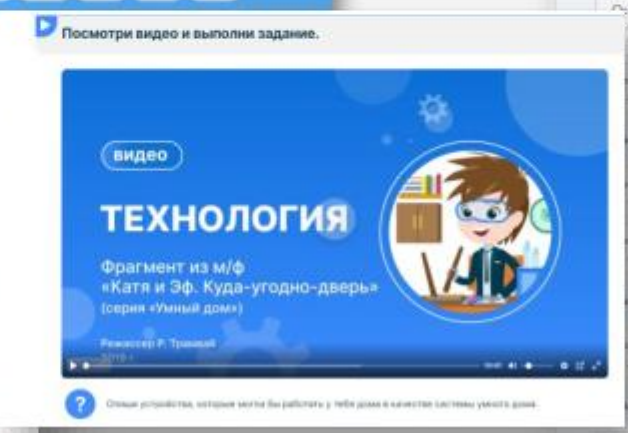 Посмотри видео и выполни задание.
видео
ТЕХНОЛОГИЯ
Фрагмент из м/ф
«Катя и Эф. Куда-угодно-дверь»
(серия «Умный дом»)
Режиссер Р. Трамвай
Опиши устройства, которые могли бы работать у тебя дома в качестве системы умного дома.